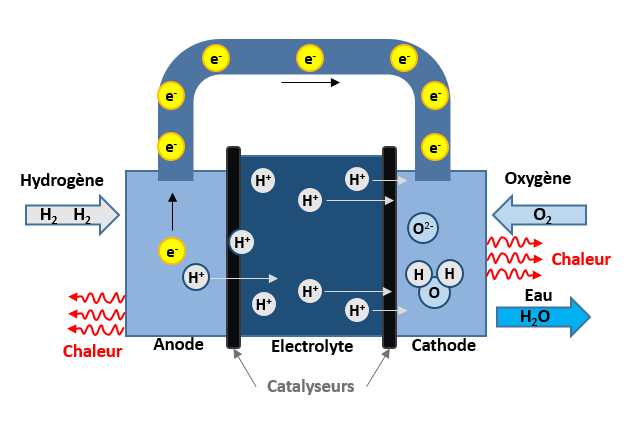 e⁻ e⁻ e⁻
e⁻ e⁻
e⁻ e⁻
Hydrogène
H₂ H₂
Oxygène
O₂
H⁺ H⁺
H⁺
O²⁻
H⁺
e⁻
H⁺
H H
O
H⁺
H⁺
H⁺
Chaleur
Eau
H₂O
Chaleur
Anode
Electrolyte
Cathode
Catalyseurs